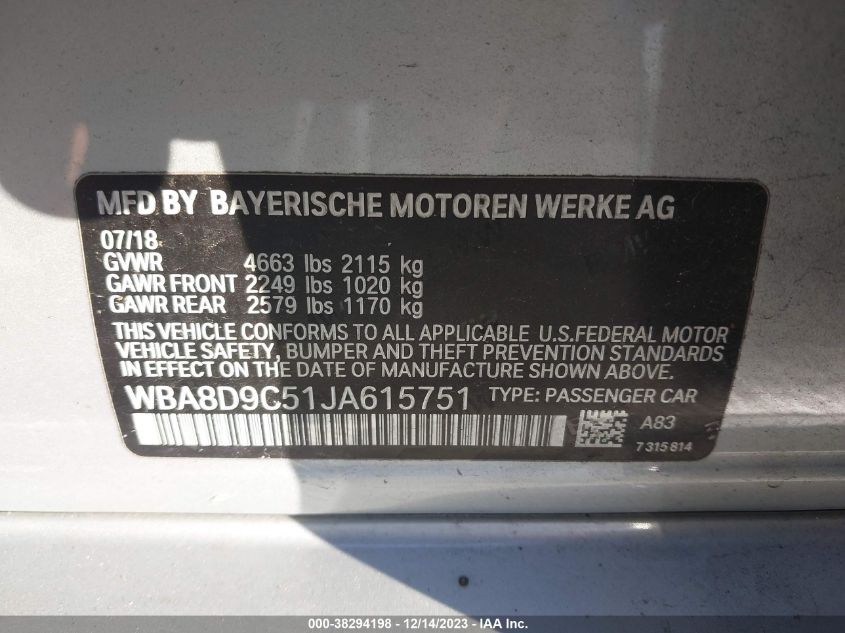 MFD BY BAYERISCHE MOTOREN WERKE AG
07/18
GVWR 4663 lbs 2115 kg
GAWR FRONT 2249 lbs 1020 kg
GAWR REAR 2579 lbs 1170 kg
THIS VEHICLE CONFORMS TO ALL APPLICABLE U.S.FEDERAL MOTOR
VEHICLE SAFETY, BUMPER AND THEFT PREVENTION STANDARDS
IN EFFECT ON THE DATE OF MANUFACTURE SHOWN ABOVE.
WBA8D9C51JA615751 TYPE: PASSENGER CAR
A83
7315814
000-38294198 - 12/14/2023 - IAA Inc.